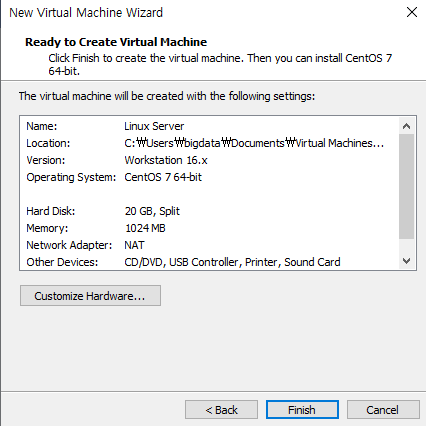 New Virtual Machine Wizard
Ready to Create Virtual Machine
Click Finish to create the virtual machine. Then you can install CentOS 7
64-bit.
The virtual machine will be created with the following settings:
Name: Linux Server
Location: C:₩Users₩bigdata₩Documents₩Virtual Machines...
Version: Workstation 16.x
Operating System: CentOS 7 64-bit
Hard Disk: 20 GB, Split
Memory: 1024 MB
Network Adapter: NAT
Other Devices: CD/DVD, USB Controller, Printer, Sound Card
Customize Hardware...
< Back Finish Cancel